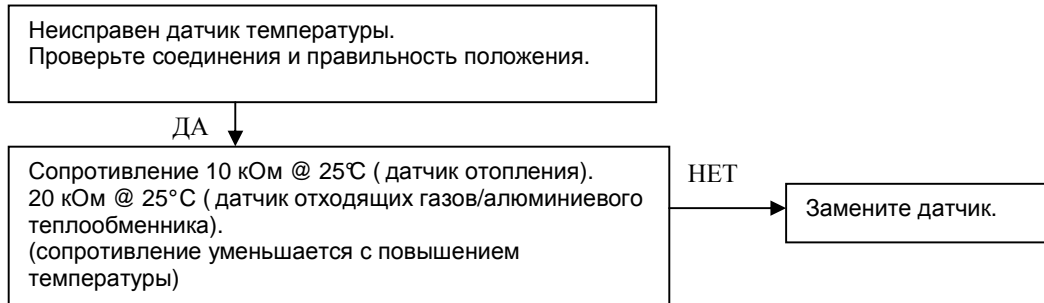 Неисправен датчик температуры.
Проверьте соединения и правильность положения.
ДА
Сопротивление 10 кОм @ 25℃ ( датчик отопления).
20 кОм @ 25°C ( датчик отходящих газов/алюминиевого
теплообменника).
(сопротивление уменьшается с повышением
температуры)
НЕТ
Замените датчик.